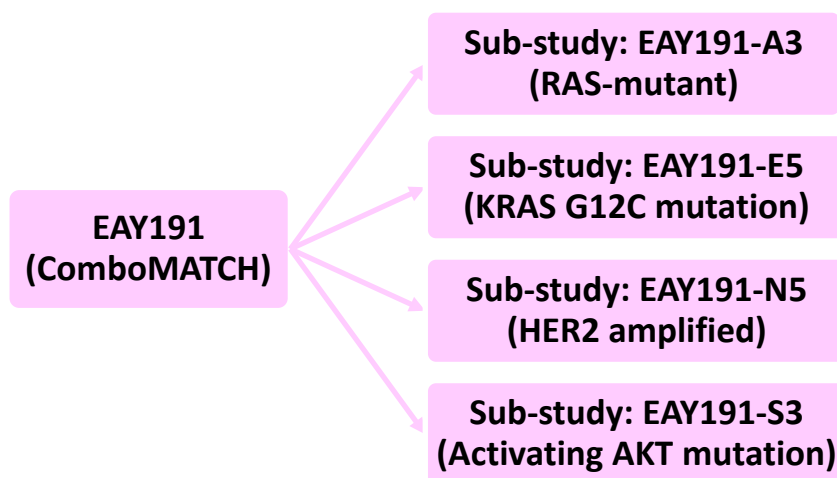 EAY191
(ComboMATCH)
Sub-study: EAY191-A3
(RAS-mutant)
Sub-study: EAY191-E5
(KRAS G12C mutation)
Sub-study: EAY191-N5
(HER2 amplified)
Sub-study: EAY191-S3
(Activating AKT mutation)